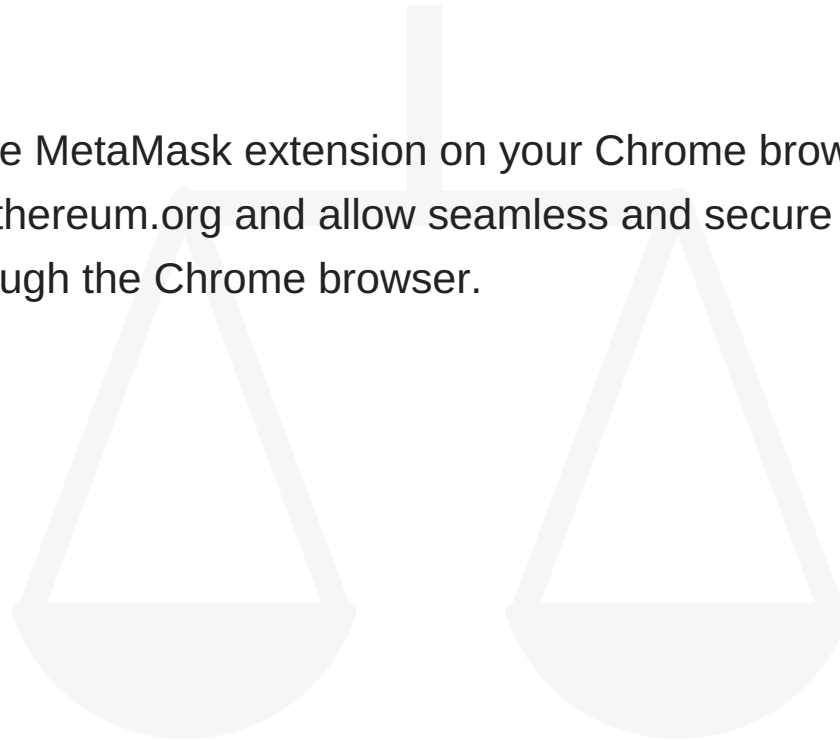 e MetaMask extension on your Chrome brow
thereum.org and allow seamless and secure
ugh the Chrome browser.